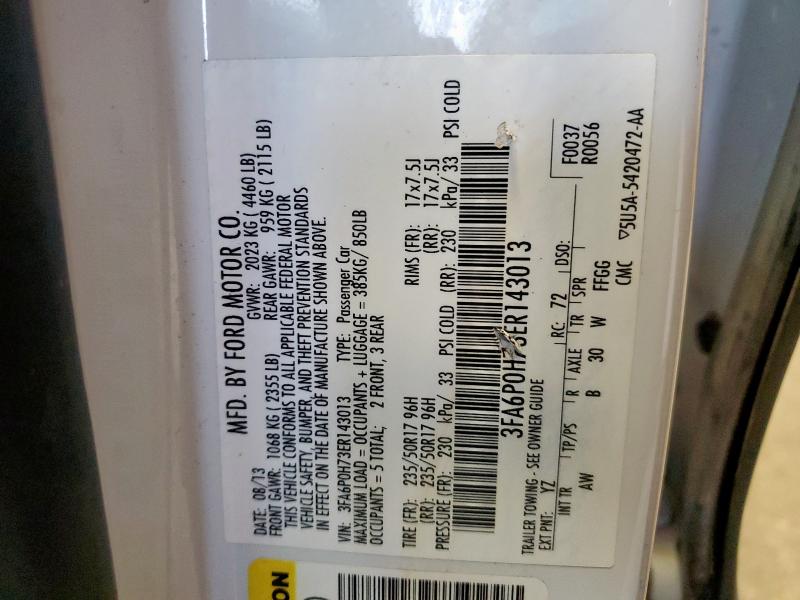 MFD. BY FORD MOTOR CO.
DATE: 08/13 GVWR: 2023 KG ( 4460 LB)
FRONT GAWR: 1068 KG ( 2355 LB) REAR GAWR: 959 KG ( 2115 LB)
THIS VEHICLE CONFORMS TO ALL APPLICABLE FEDERAL MOTOR
VEHICLE SAFETY, BUMPER, AND THEFT PREVENTION STANDARDS
IN EFFECT ON THE DATE OF MANUFACTURE SHOWN ABOVE.
VIN: 3FA6P0H73ER143013 TYPE: Passenger Car
MAXIMUM LOAD = OCCUPANTS + LUGGAGE = 385KG/ 850LB
OCCUPANTS = 5 TOTAL; 2 FRONT, 3 REAR
TIRE (FR): 235/50R17 96H RIMS (FR): 17x7.5J
(RR): 235/50R17 96H (RR): 17x7.5J
PRESSURE (FR): 230 kPa/ 33 PSI COLD (RR): 230 kPa/ 33 PSI COLD
3FA6P0H73ER143013
TRAILER TOWING - SEE OWNER GUIDE
EXT PNT: YZ RC: 72 DSO: F0037
R0056
INT TR TP/PS R AXLE TR SPR
AW B 30 W FFGG
CMC ▽5U5A-5420472-AA
ON